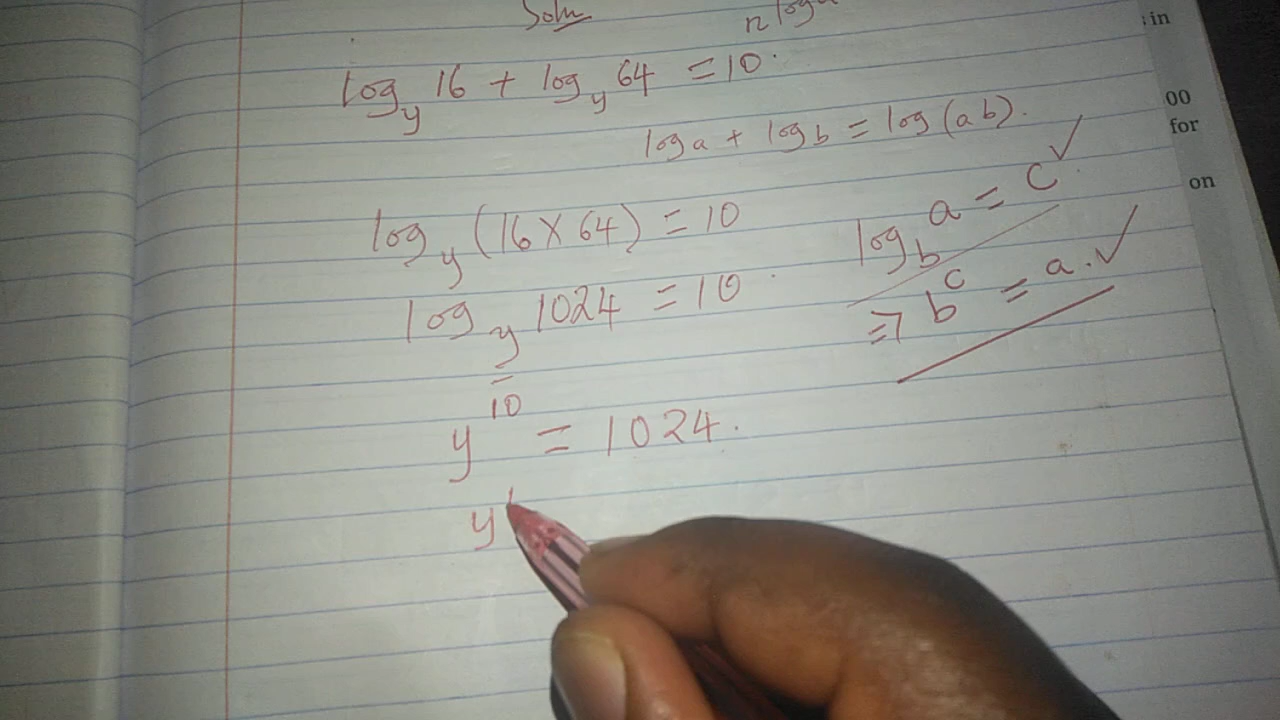 Soln
n log
in
log_y 16 + log_y 64 = 10.
log a + log b = log(ab).
00
for
on
log_y (16 × 64) = 10
log_b a = c ✓
log_y 1024 = 10
⇒ b^c = a. ✓
y^10 = 1024.
y